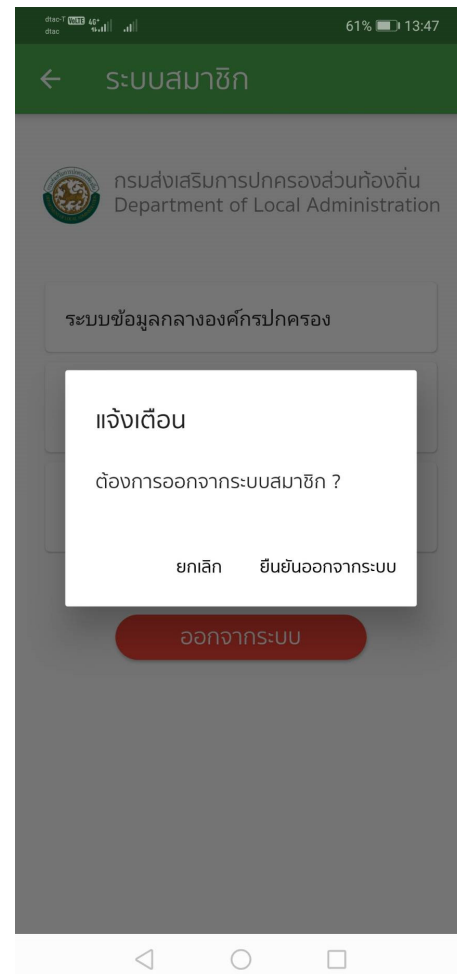 dtac-T VoLTE 4G+
dtac
61% 13:47
ระบบสมาชิก
กรมส่งเสริมการปกครองส่วนท้องถิ่น
Department of Local Administration
ระบบข้อมูลกลางองค์กรปกครอง
แจ้งเตือน
ต้องการออกจากระบบสมาชิก ?
ยกเลิก ยืนยันออกจากระบบ
ออกจากระบบ